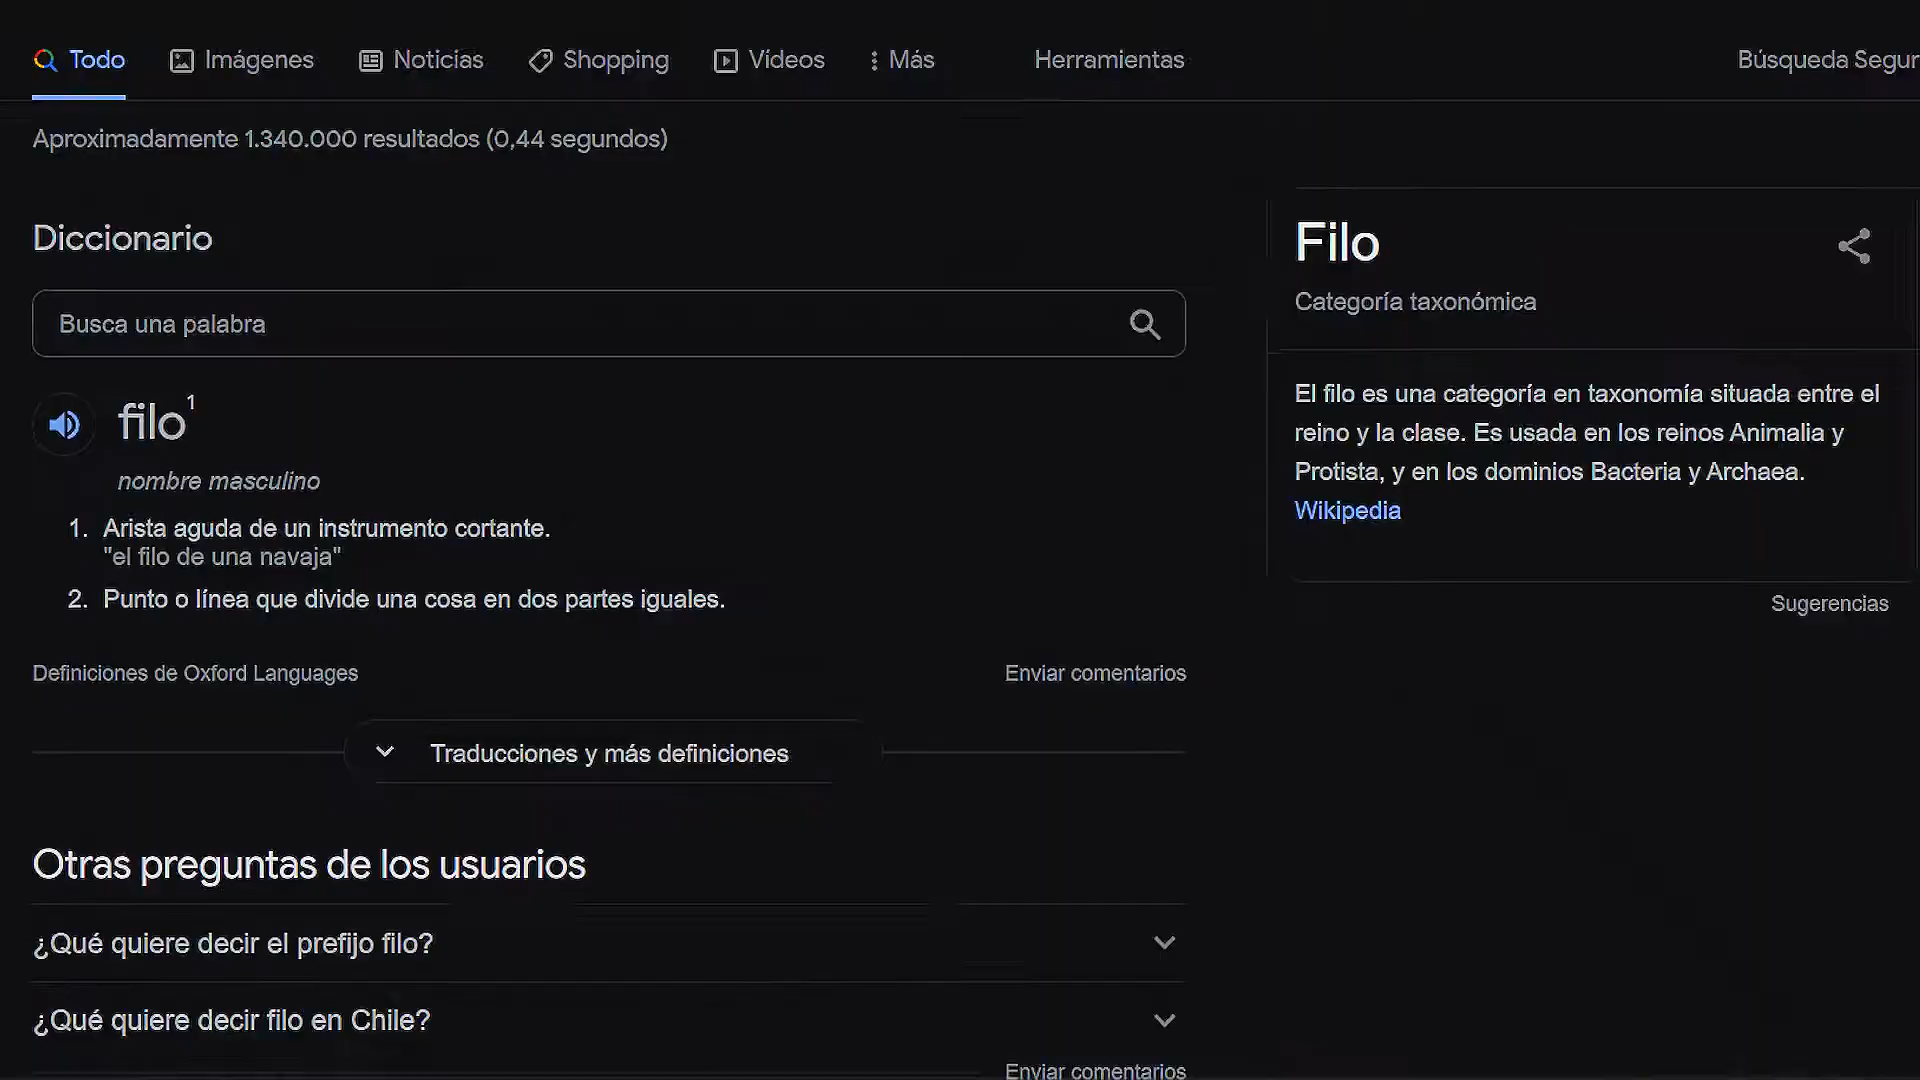 Todo
Imágenes
Noticias
Shopping
Vídeos
Más
Herramientas
Búsqueda Segur
Aproximadamente 1.340.000 resultados (0,44 segundos)
Diccionario
Busca una palabra
filo¹
nombre masculino
1. Arista aguda de un instrumento cortante.
"el filo de una navaja"
2. Punto o línea que divide una cosa en dos partes iguales.
Definiciones de Oxford Languages
Enviar comentarios
Traducciones y más definiciones
Otras preguntas de los usuarios
¿Qué quiere decir el prefijo filo?
¿Qué quiere decir filo en Chile?
Enviar comentarios
Filo
Categoría taxonómica
El filo es una categoría en taxonomía situada entre el
reino y la clase. Es usada en los reinos Animalia y
Protista, y en los dominios Bacteria y Archaea.
Wikipedia
Sugerencias